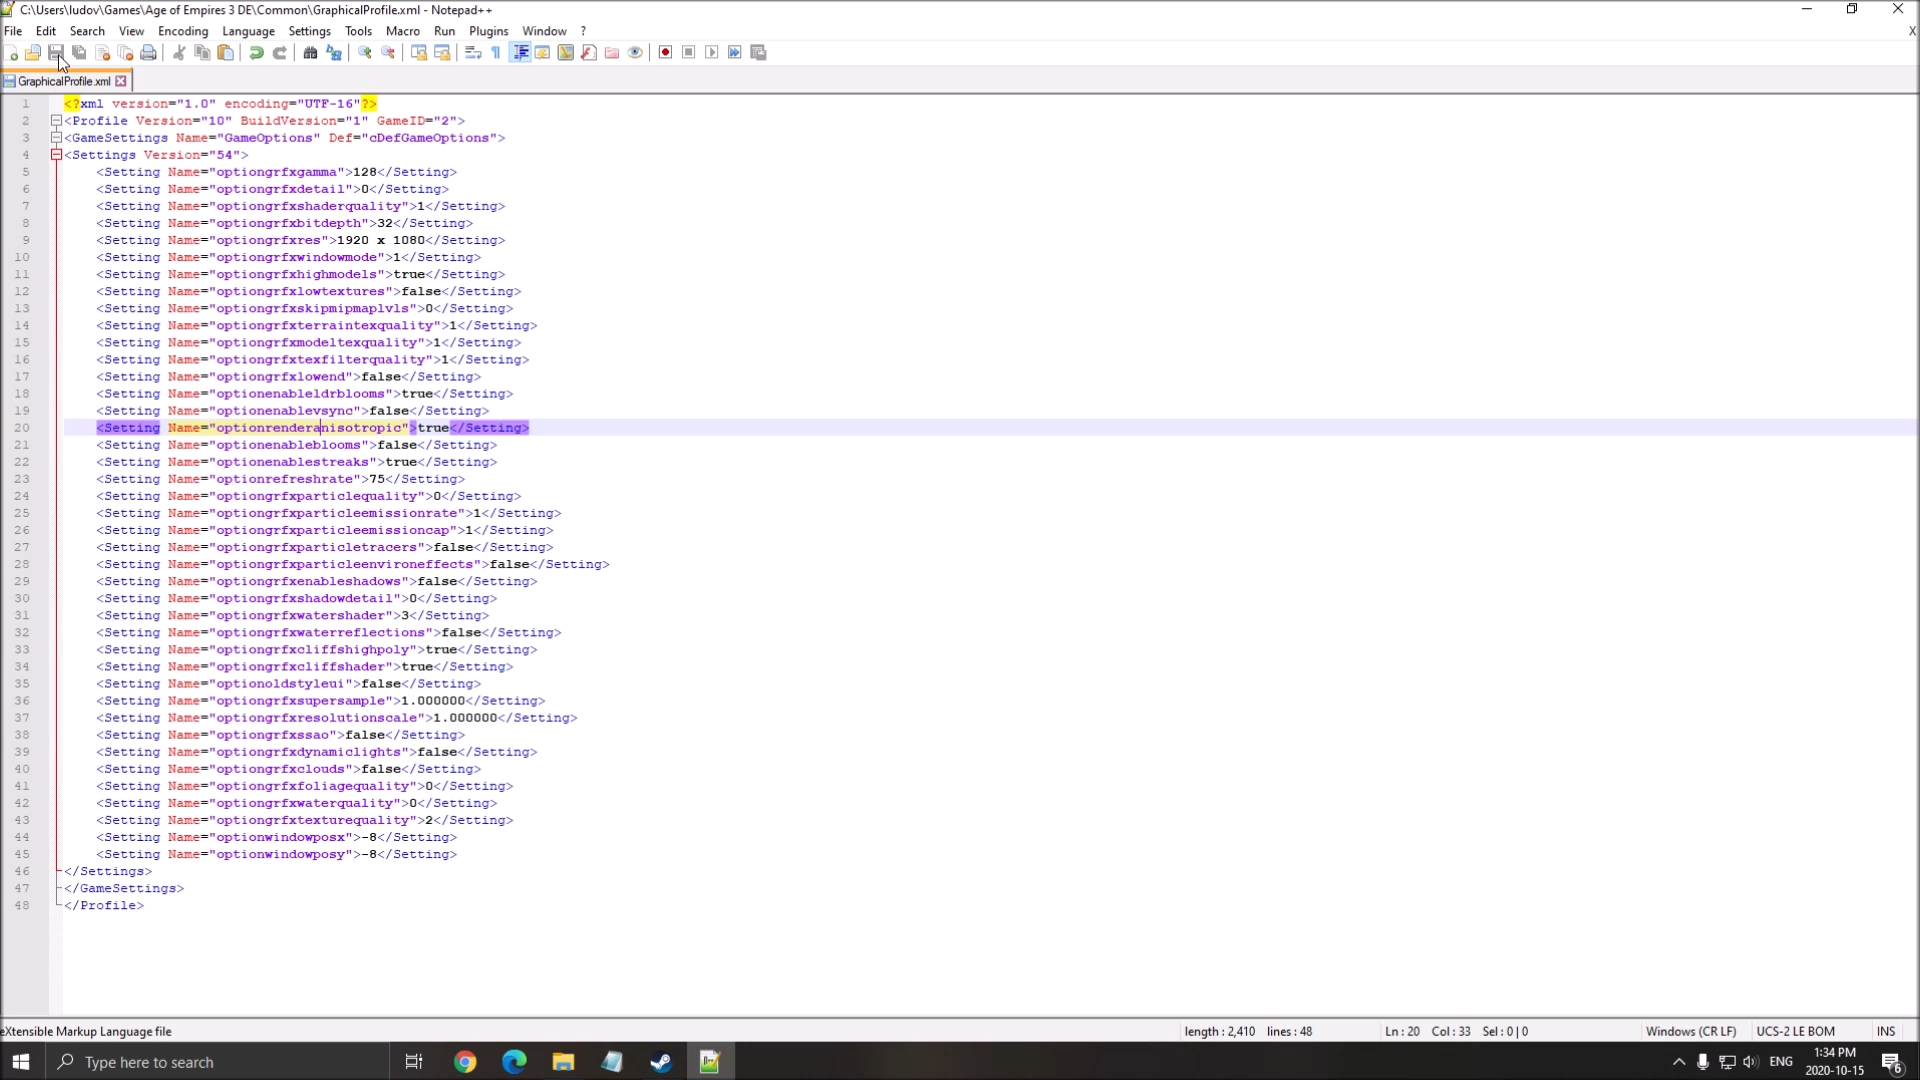 C:\Users\ludov\Games\Age of Empires 3 DE\Common\GraphicalProfile.xml - Notepad++
File Edit Search View Encoding Language Settings Tools Macro Run Plugins Window ?
X
GraphicalProfile.xml
1 <?xml version="1.0" encoding="UTF-16"?>
2 <Profile Version="10" BuildVersion="1" GameID="2">
3 <GameSettings Name="GameOptions" Def="cDefGameOptions">
4 <Settings Version="54">
5 <Setting Name="optiongrfxgamma">128</Setting>
6 <Setting Name="optiongrfxdetail">0</Setting>
7 <Setting Name="optiongrfxshaderquality">1</Setting>
8 <Setting Name="optiongrfxbitdepth">32</Setting>
9 <Setting Name="optiongrfxres">1920 x 1080</Setting>
10 <Setting Name="optiongrfxwindowmode">1</Setting>
11 <Setting Name="optiongrfxhighmodels">true</Setting>
12 <Setting Name="optiongrfxlowtextures">false</Setting>
13 <Setting Name="optiongrfxskipmipmaplvls">0</Setting>
14 <Setting Name="optiongrfxterraintexquality">1</Setting>
15 <Setting Name="optiongrfxmodeltexquality">1</Setting>
16 <Setting Name="optiongrfxtexfilterquality">1</Setting>
17 <Setting Name="optiongrfxlowend">false</Setting>
18 <Setting Name="optionenableldrblooms">true</Setting>
19 <Setting Name="optionenablevsync">false</Setting>
20 <Setting Name="optionrenderanisotropic">true</Setting>
21 <Setting Name="optionenableblooms">false</Setting>
22 <Setting Name="optionenablestreaks">true</Setting>
23 <Setting Name="optionrefreshrate">75</Setting>
24 <Setting Name="optiongrfxparticlequality">0</Setting>
25 <Setting Name="optiongrfxparticleemissionrate">1</Setting>
26 <Setting Name="optiongrfxparticleemissioncap">1</Setting>
27 <Setting Name="optiongrfxparticletracers">false</Setting>
28 <Setting Name="optiongrfxparticleenvironeffects">false</Setting>
29 <Setting Name="optiongrfxenableshadows">false</Setting>
30 <Setting Name="optiongrfxshadowdetail">0</Setting>
31 <Setting Name="optiongrfxwatershader">3</Setting>
32 <Setting Name="optiongrfxwaterreflections">false</Setting>
33 <Setting Name="optiongrfxcliffshighpoly">true</Setting>
34 <Setting Name="optiongrfxcliffshader">true</Setting>
35 <Setting Name="optionoldstyleui">false</Setting>
36 <Setting Name="optiongrfxsupersample">1.000000</Setting>
37 <Setting Name="optiongrfxresolutionscale">1.000000</Setting>
38 <Setting Name="optiongrfxssao">false</Setting>
39 <Setting Name="optiongrfxdynamiclights">false</Setting>
40 <Setting Name="optiongrfxclouds">false</Setting>
41 <Setting Name="optiongrfxfoliagequality">0</Setting>
42 <Setting Name="optiongrfxwaterquality">0</Setting>
43 <Setting Name="optiongrfxtexturequality">2</Setting>
44 <Setting Name="optionwindowposx">-8</Setting>
45 <Setting Name="optionwindowposy">-8</Setting>
46 </Settings>
47 </GameSettings>
48 </Profile>
eXtensible Markup Language file length : 2,410 lines : 48 Ln : 20 Col : 33 Sel : 0 | 0 Windows (CR LF) UCS-2 LE BOM INS
Type here to search ENG 1:34 PM
2020-10-15 6